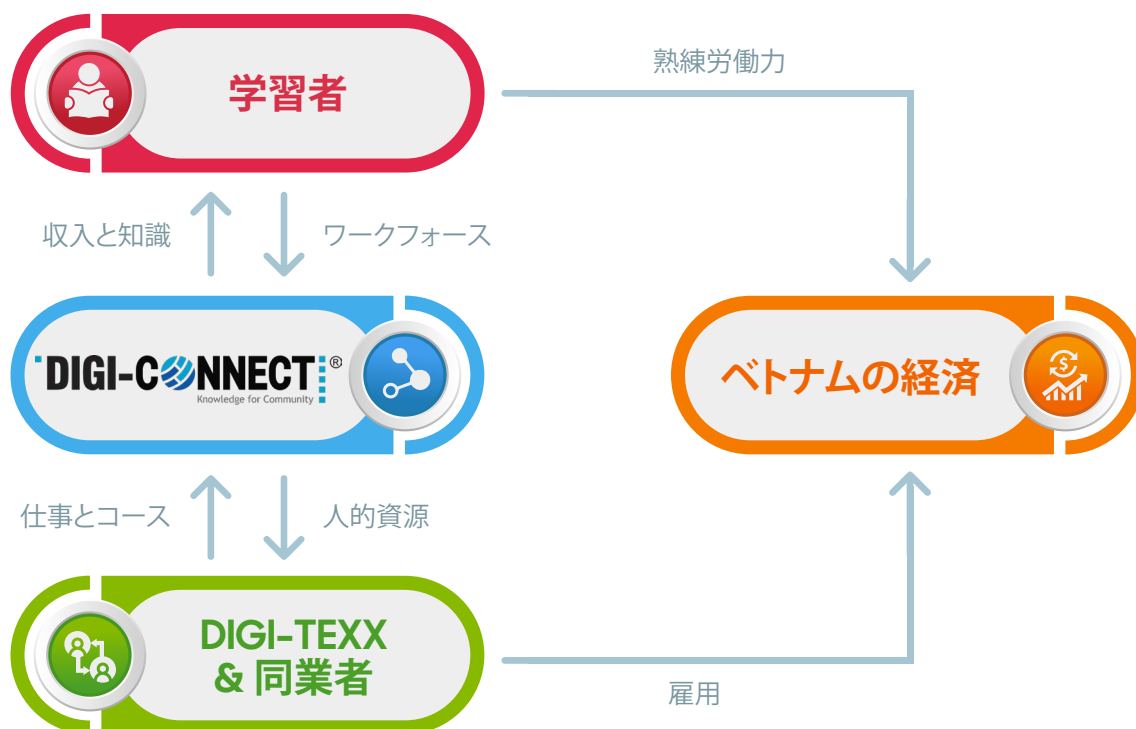 学習者
熟練労働力
収入と知識
ワークフォース
DIGI-CONNECT®
Knowledge for Community
ベトナムの経済
仕事とコース
人的資源
DIGI-TEXX
& 同業者
雇用